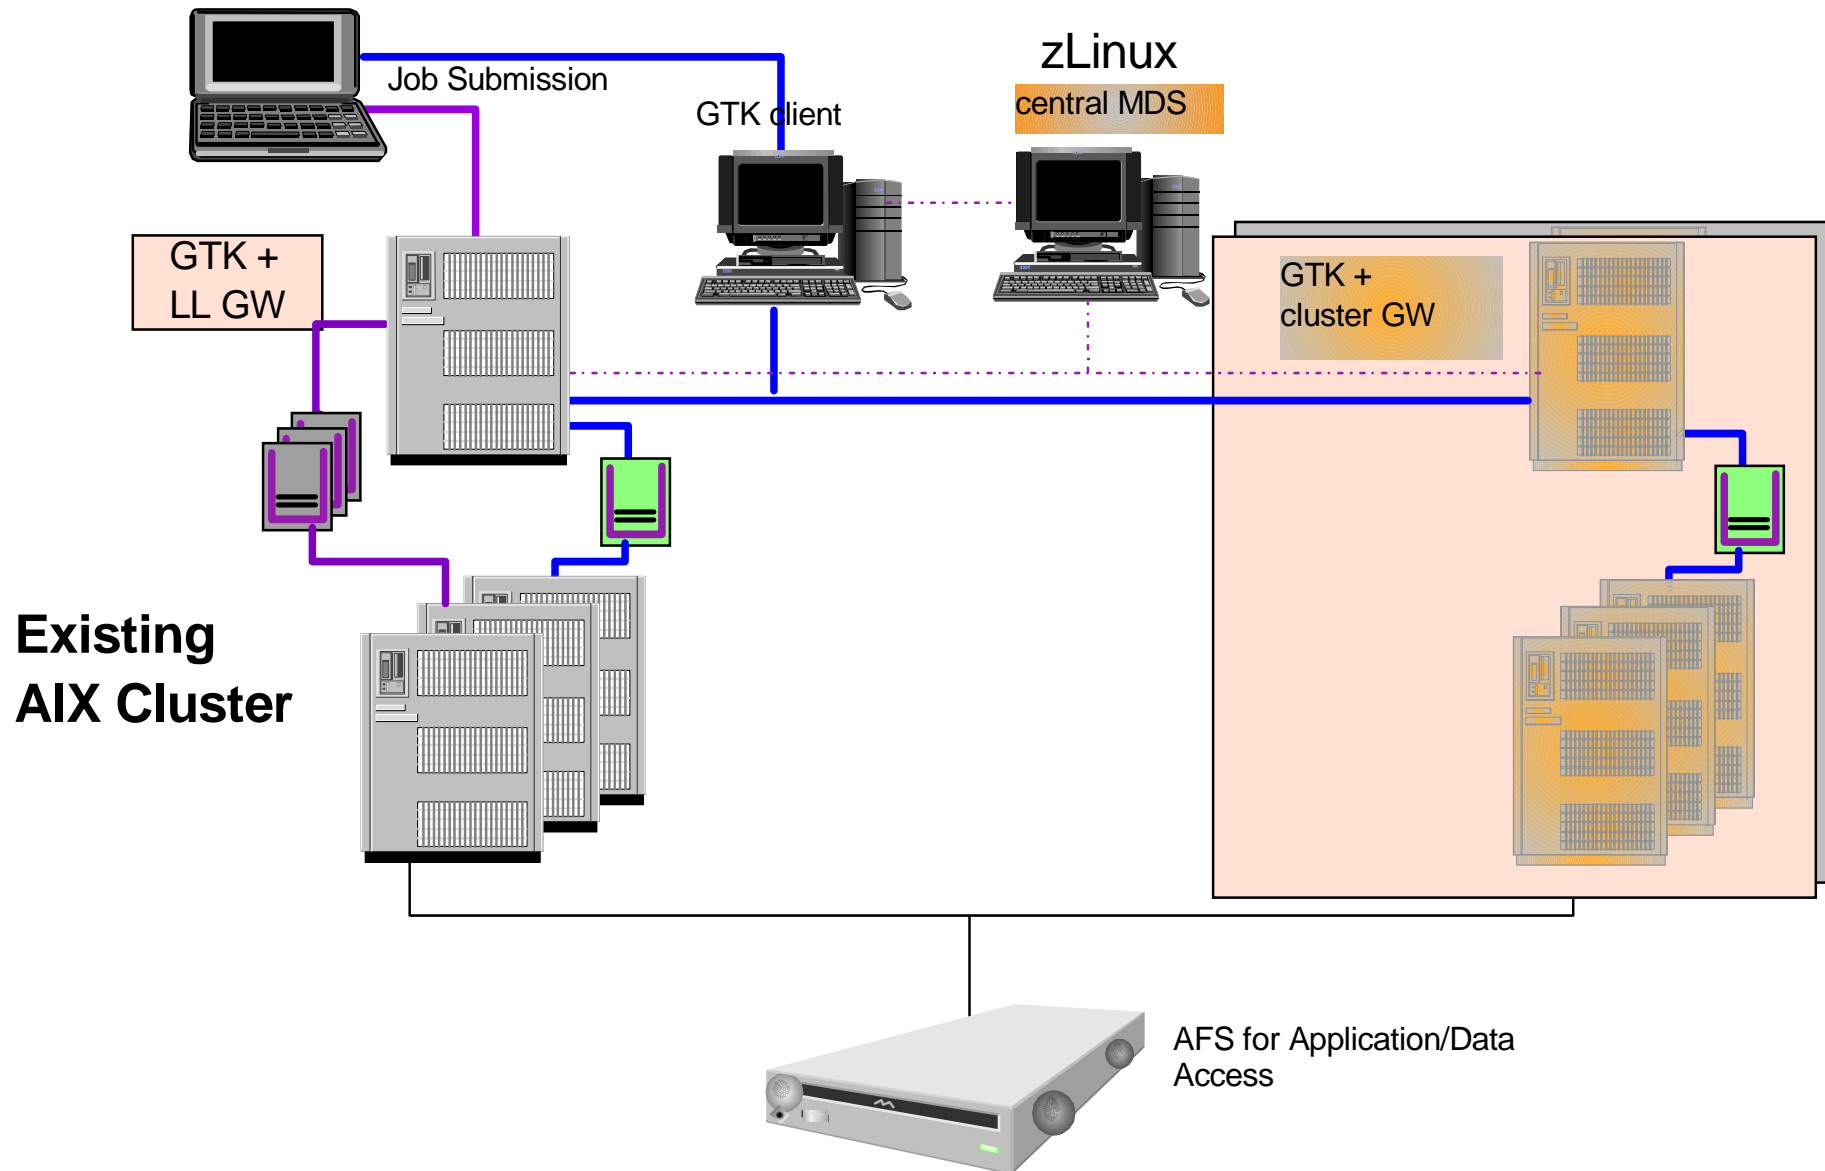 zLinux
Job Submission
central MDS
GTK client
GTK +
LL GW
GTK +
cluster GW
Existing
AIX Cluster
AFS for Application/Data
Access